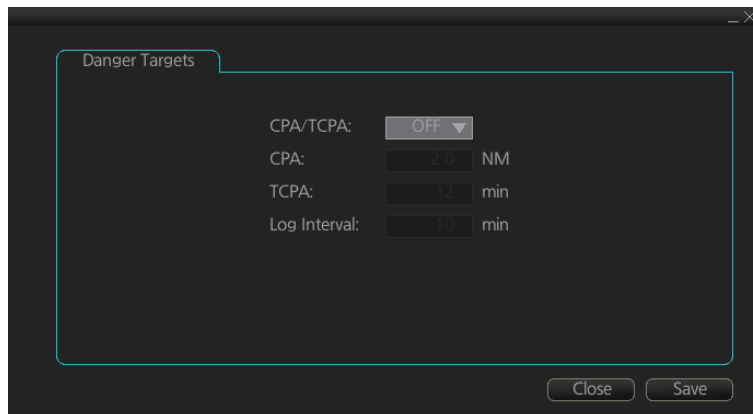 Danger Targets
CPA/TCPA: OFF
CPA: 2.0 NM
TCPA: 12 min
Log Interval: 10 min
Close Save